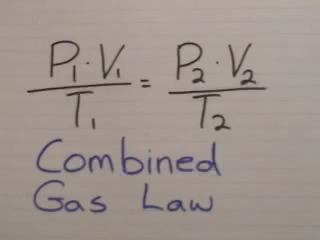 P₁·V₁/T₁ = P₂·V₂/T₂
Combined
Gas Law